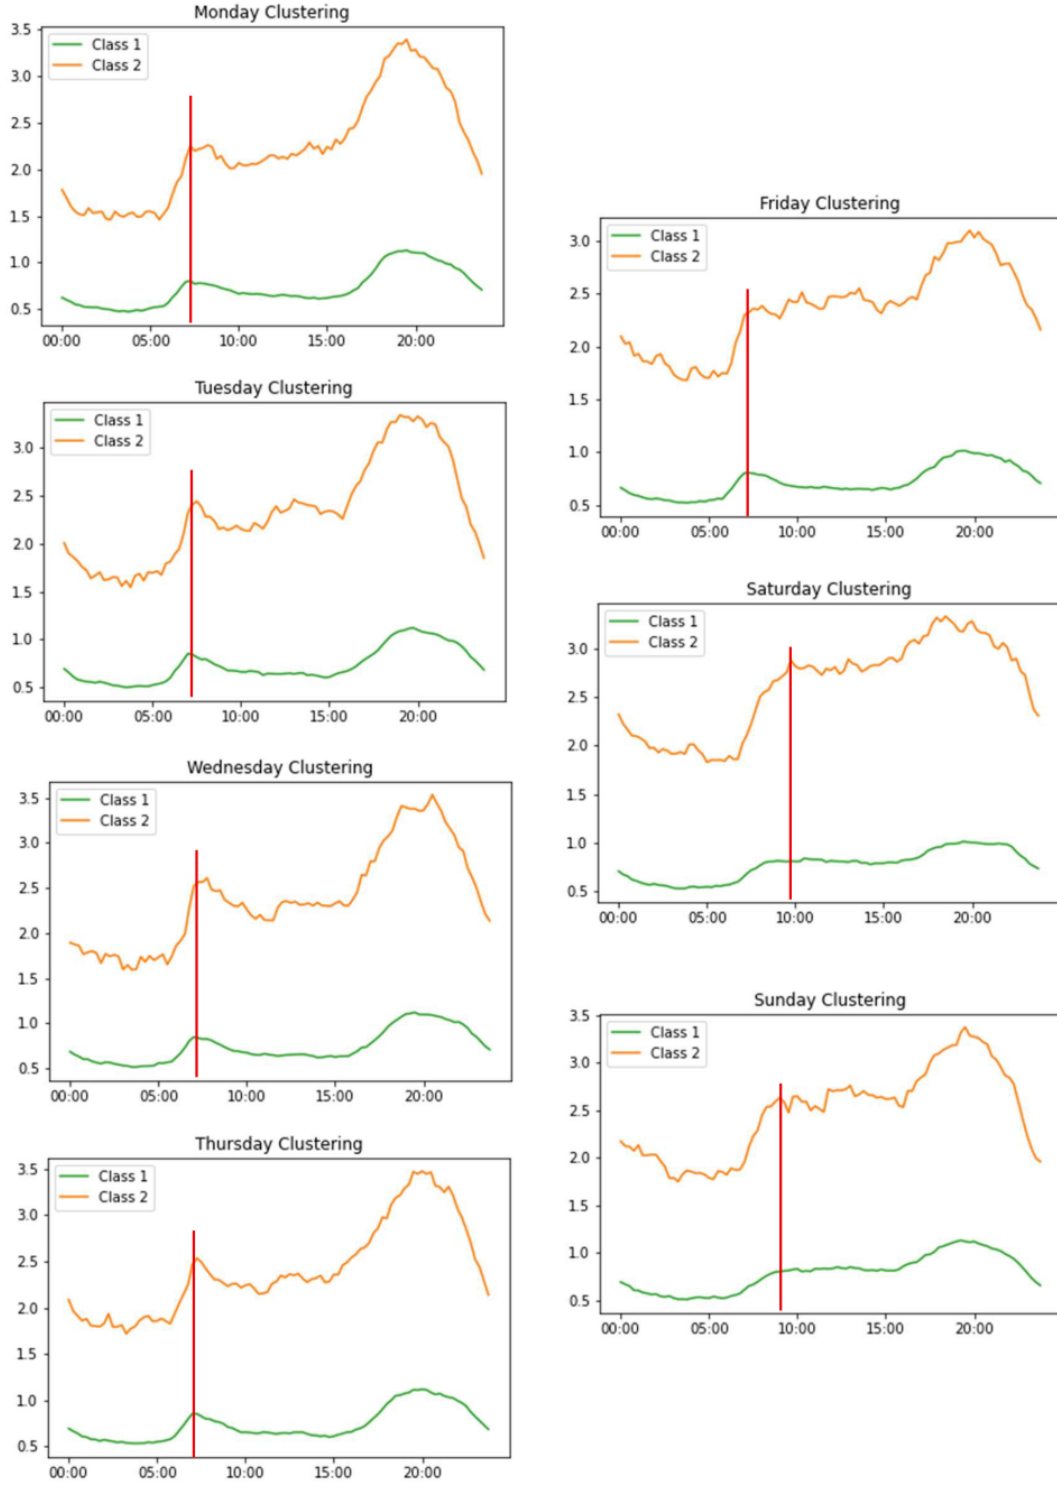 Monday Clustering
Class 1
Class 2
3.5
3.0
2.5
2.0
1.5
1.0
0.5
00:00 05:00 10:00 15:00 20:00
Tuesday Clustering
Class 1
Class 2
3.0
2.5
2.0
1.5
1.0
0.5
00:00 05:00 10:00 15:00 20:00
Wednesday Clustering
Class 1
Class 2
3.5
3.0
2.5
2.0
1.5
1.0
0.5
00:00 05:00 10:00 15:00 20:00
Thursday Clustering
Class 1
Class 2
3.5
3.0
2.5
2.0
1.5
1.0
0.5
00:00 05:00 10:00 15:00 20:00
Friday Clustering
Class 1
Class 2
3.0
2.5
2.0
1.5
1.0
0.5
00:00 05:00 10:00 15:00 20:00
Saturday Clustering
Class 1
Class 2
3.0
2.5
2.0
1.5
1.0
0.5
00:00 05:00 10:00 15:00 20:00
Sunday Clustering
Class 1
Class 2
3.5
3.0
2.5
2.0
1.5
1.0
0.5
00:00 05:00 10:00 15:00 20:00